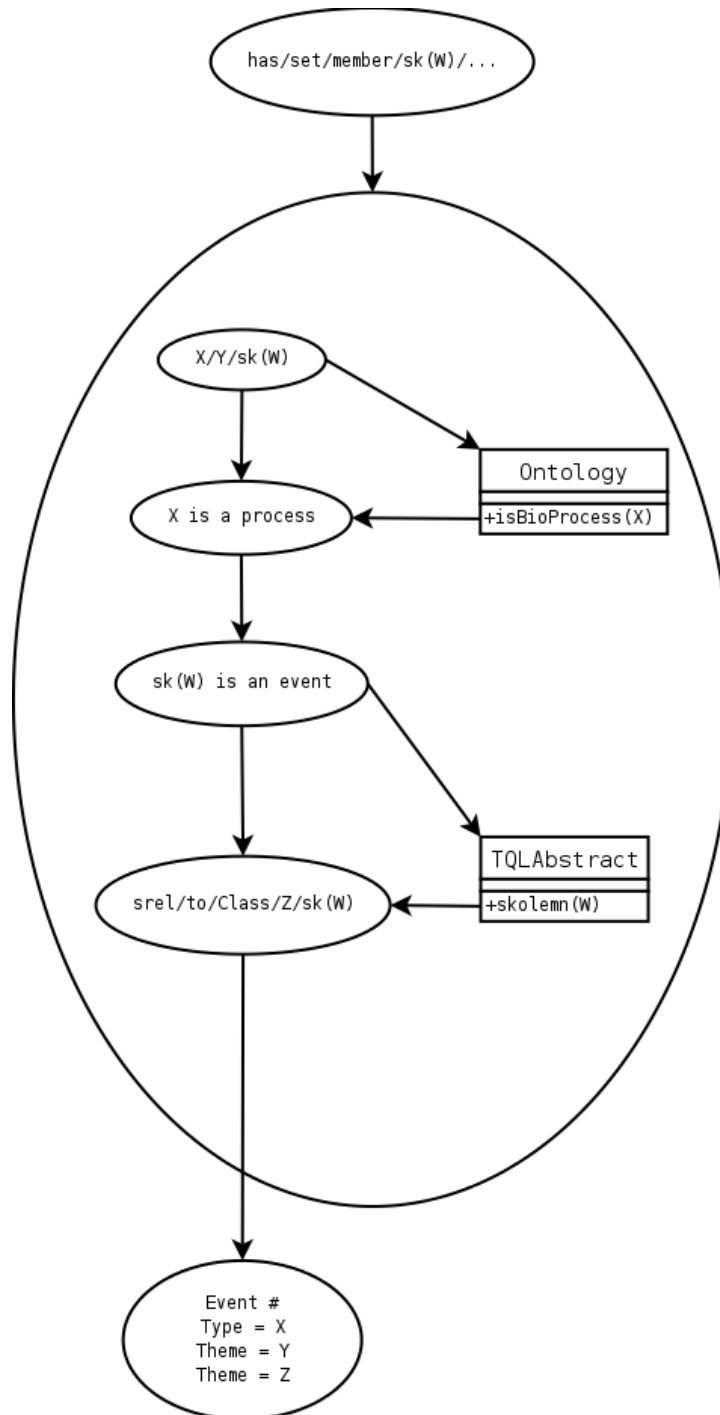 has/set/member/sk(W)/...
X/Y/sk(W)
Ontology
+isBioProcess(X)
X is a process
sk(W) is an event
TQLAbstract
+skolemn(W)
srel/to/Class/Z/sk(W)
Event #
Type = X
Theme = Y
Theme = Z